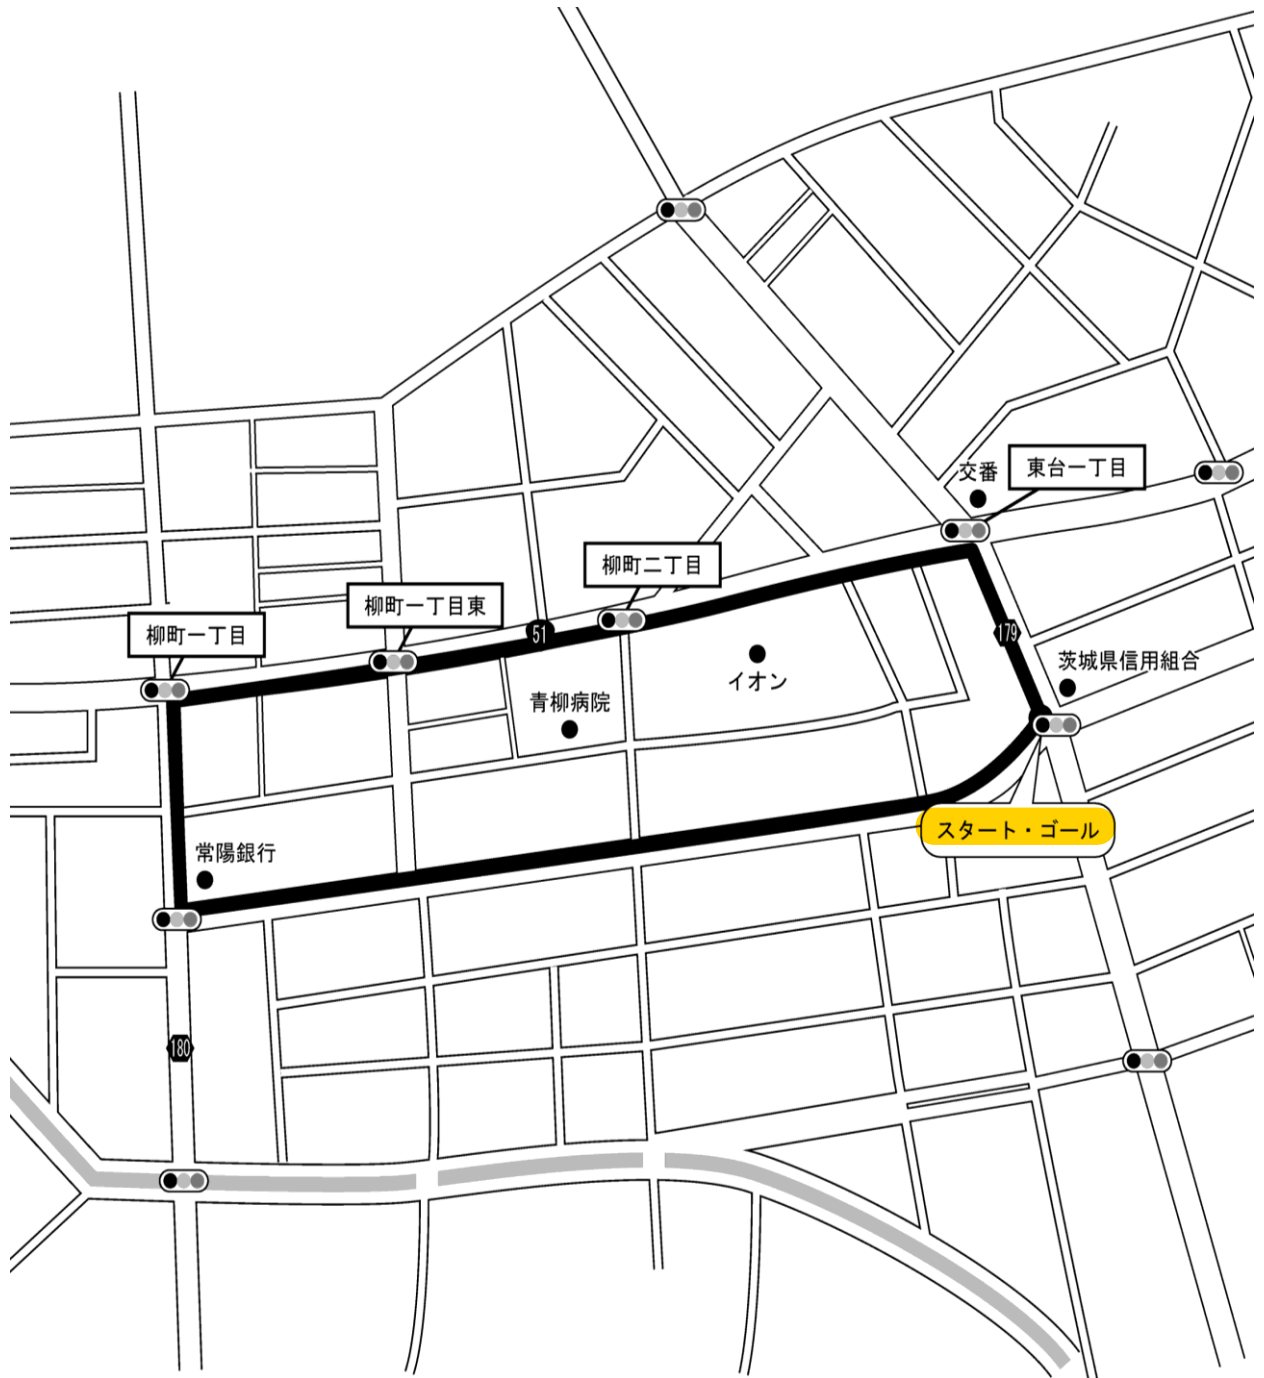 交番
東台一丁目
柳町二丁目
柳町一丁目東
柳町一丁目
51
179
茨城県信用組合
イオン
青柳病院
スタート・ゴール
常陽銀行
180